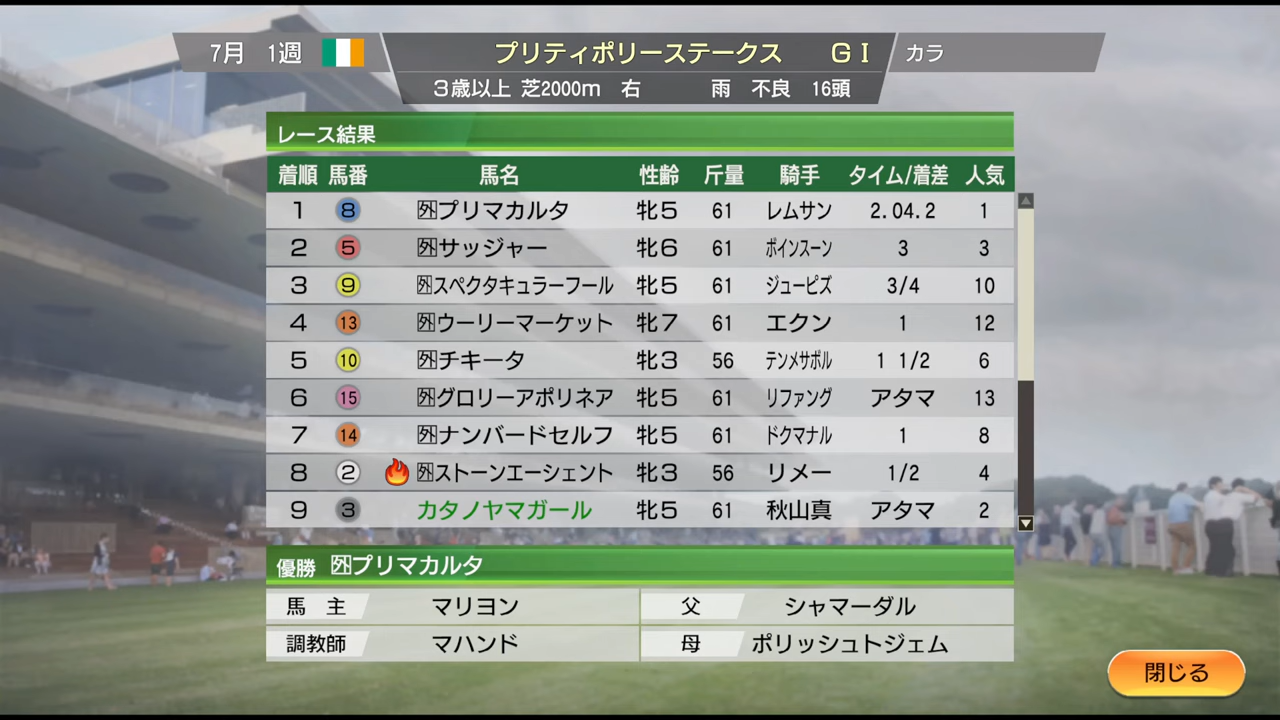 7月 1週 プリティポリーステークス GⅠ カラ
3歳以上 芝2000m 右 雨 不良 16頭
レース結果
着順 馬番 馬名 性齢 斤量 騎手 タイム/着差 人気
1 8 外プリマカルタ 牝5 61 レムサン 2.04.2 1
2 5 外サッジャー 牝6 61 ボインスーン 3 3
3 9 外スペクタキュラーフール 牝5 61 ジュービズ 3/4 10
4 13 外ウーリーマーケット 牝7 61 エクン 1 12
5 10 外チキータ 牝3 56 テンメサボル 1 1/2 6
6 15 外グロリーアポリネア 牝5 61 リファング アタマ 13
7 14 外ナンバードセルフ 牝5 61 ドクマナル 1 8
8 2 外ストーンエーシェント 牝3 56 リメー 1/2 4
9 3 カタノヤマガール 牝5 61 秋山真 アタマ 2
優勝 外プリマカルタ
馬主 マリヨン 父 シャマーダル
調教師 マハンド 母 ポリッシュトジェム
閉じる